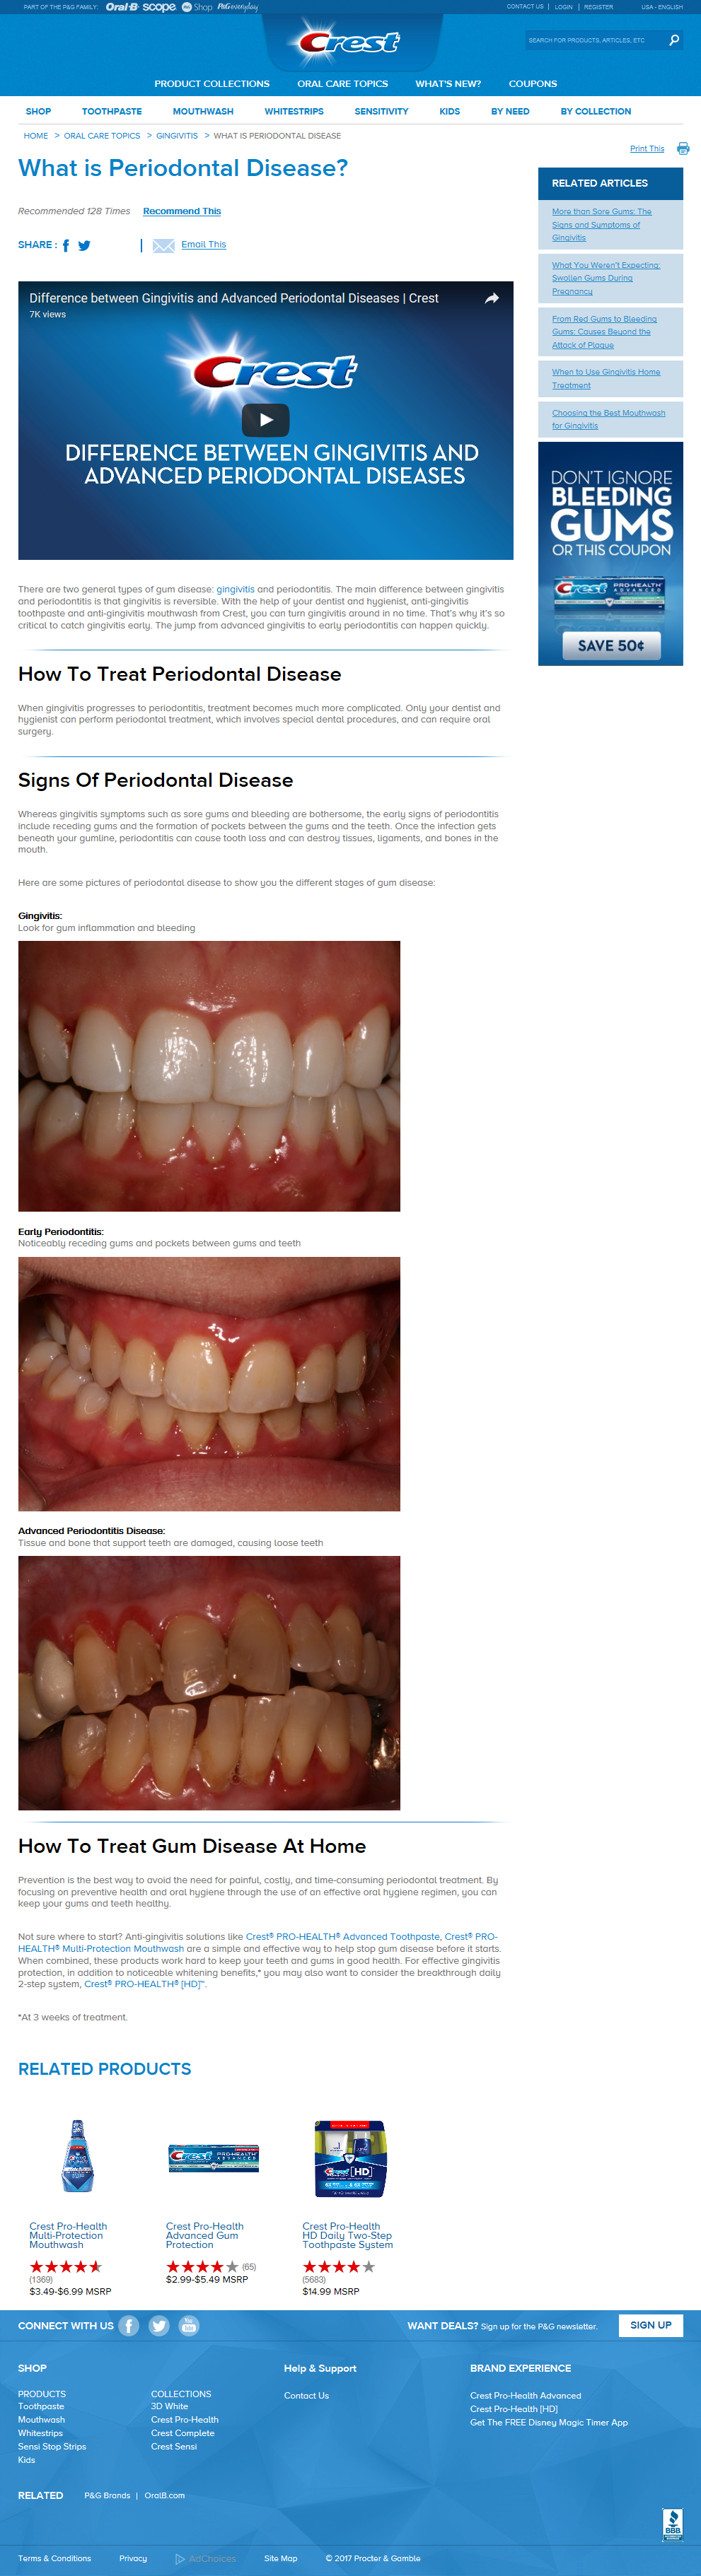 PART OF THE P&G FAMILY: Oral-B scope Shop P&G everyday
CONTACT US | LOGIN | REGISTER USA - ENGLISH
Crest
SEARCH FOR PRODUCTS, ARTICLES, ETC
PRODUCT COLLECTIONS ORAL CARE TOPICS WHAT'S NEW? COUPONS
SHOP TOOTHPASTE MOUTHWASH WHITESTRIPS SENSITIVITY KIDS BY NEED BY COLLECTION
HOME > ORAL CARE TOPICS > GINGIVITIS > WHAT IS PERIODONTAL DISEASE
Print This
What is Periodontal Disease?
Recommended 128 Times Recommend This
SHARE : | Email This
Difference between Gingivitis and Advanced Periodontal Diseases | Crest
7K views
Crest
DIFFERENCE BETWEEN GINGIVITIS AND
ADVANCED PERIODONTAL DISEASES
RELATED ARTICLES
More than Sore Gums: The
Signs and Symptoms of
Gingivitis
What You Weren't Expecting:
Swollen Gums During
Pregnancy
From Red Gums to Bleeding
Gums: Causes Beyond the
Attack of Plaque
When to Use Gingivitis Home
Treatment
Choosing the Best Mouthwash
for Gingivitis
DON'T IGNORE
BLEEDING
GUMS
OR THIS COUPON
Crest PRO-HEALTH
ADVANCED
SAVE 50¢
There are two general types of gum disease: gingivitis and periodontitis. The main difference between gingivitis
and periodontitis is that gingivitis is reversible. With the help of your dentist and hygienist, anti-gingivitis
toothpaste and anti-gingivitis mouthwash from Crest, you can turn gingivitis around in no time. That's why it's so
critical to catch gingivitis early. The jump from advanced gingivitis to early periodontitis can happen quickly.
How To Treat Periodontal Disease
When gingivitis progresses to periodontitis, treatment becomes much more complicated. Only your dentist and
hygienist can perform periodontal treatment, which involves special dental procedures, and can require oral
surgery.
Signs Of Periodontal Disease
Whereas gingivitis symptoms such as sore gums and bleeding are bothersome, the early signs of periodontitis
include receding gums and the formation of pockets between the gums and the teeth. Once the infection gets
beneath your gumline, periodontitis can cause tooth loss and can destroy tissues, ligaments, and bones in the
mouth.
Here are some pictures of periodontal disease to show you the different stages of gum disease:
Gingivitis:
Look for gum inflammation and bleeding
Early Periodontitis:
Noticeably receding gums and pockets between gums and teeth
Advanced Periodontitis Disease:
Tissue and bone that support teeth are damaged, causing loose teeth
How To Treat Gum Disease At Home
Prevention is the best way to avoid the need for painful, costly, and time-consuming periodontal treatment. By
focusing on preventive health and oral hygiene through the use of an effective oral hygiene regimen, you can
keep your gums and teeth healthy.
Not sure where to start? Anti-gingivitis solutions like Crest® PRO-HEALTH® Advanced Toothpaste, Crest® PRO-
HEALTH® Multi-Protection Mouthwash are a simple and effective way to help stop gum disease before it starts.
When combined, these products work hard to keep your teeth and gums in good health. For effective gingivitis
protection, in addition to noticeable whitening benefits,* you may also want to consider the breakthrough daily
2-step system, Crest® PRO-HEALTH® [HD]™.
*At 3 weeks of treatment.
RELATED PRODUCTS
Crest PRO-HEALTH ADVANCED
Crest [HD]
Crest Pro-Health
Multi-Protection
Mouthwash
(1369)
$3.49-$6.99 MSRP
Crest Pro-Health
Advanced Gum
Protection
(65)
$2.99-$5.49 MSRP
Crest Pro-Health
HD Daily Two-Step
Toothpaste System
(5683)
$14.99 MSRP
CONNECT WITH US
WANT DEALS? Sign up for the P&G newsletter. SIGN UP
SHOP
PRODUCTS
Toothpaste
Mouthwash
Whitestrips
Sensi Stop Strips
Kids
COLLECTIONS
3D White
Crest Pro-Health
Crest Complete
Crest Sensi
Help & Support
Contact Us
BRAND EXPERIENCE
Crest Pro-Health Advanced
Crest Pro-Health [HD]
Get The FREE Disney Magic Timer App
RELATED P&G Brands | OralB.com
BBB
Terms & Conditions Privacy AdChoices Site Map © 2017 Procter & Gamble